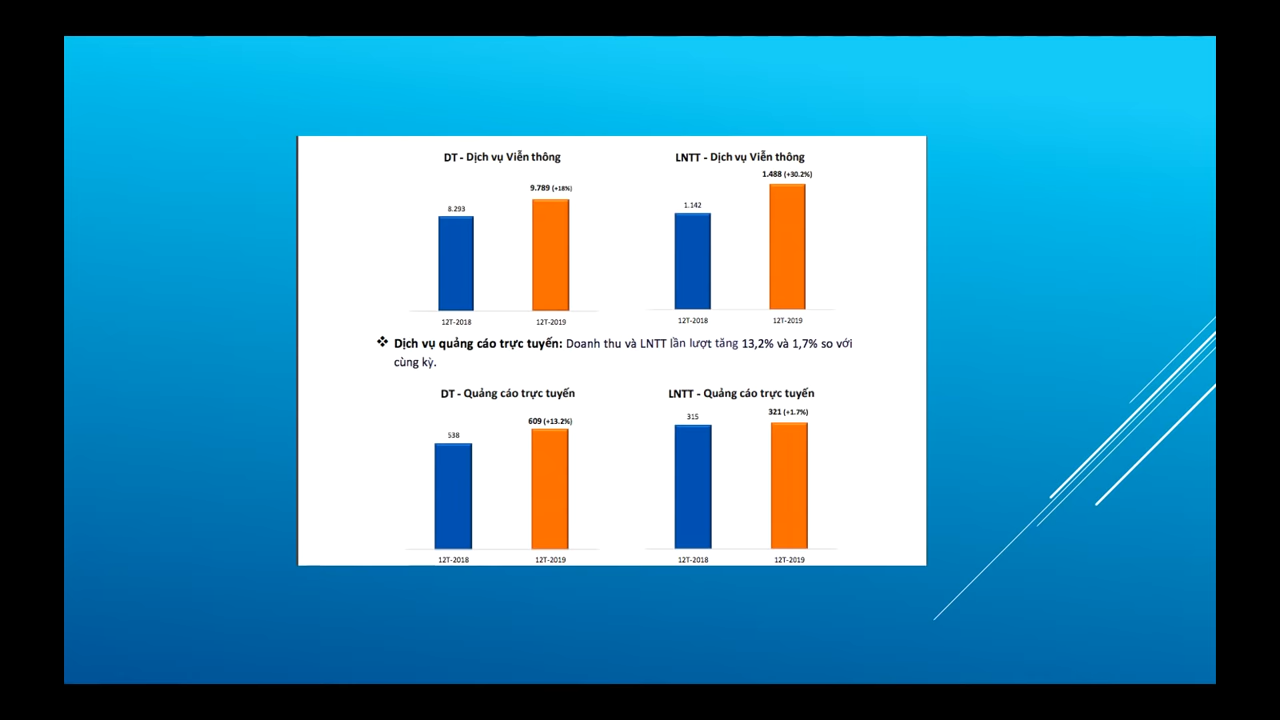 DT - Dịch vụ Viễn thông
LNTT - Dịch vụ Viễn thông
8.293
9.789 (+18%)
1.142
1.488 (+30.2%)
12T-2018
12T-2019
12T-2018
12T-2019
❖ Dịch vụ quảng cáo trực tuyến: Doanh thu và LNTT lần lượt tăng 13,2% và 1,7% so với
cùng kỳ.
DT - Quảng cáo trực tuyến
LNTT - Quảng cáo trực tuyến
538
609 (+13.2%)
315
321 (+1.7%)
12T-2018
12T-2019
12T-2018
12T-2019